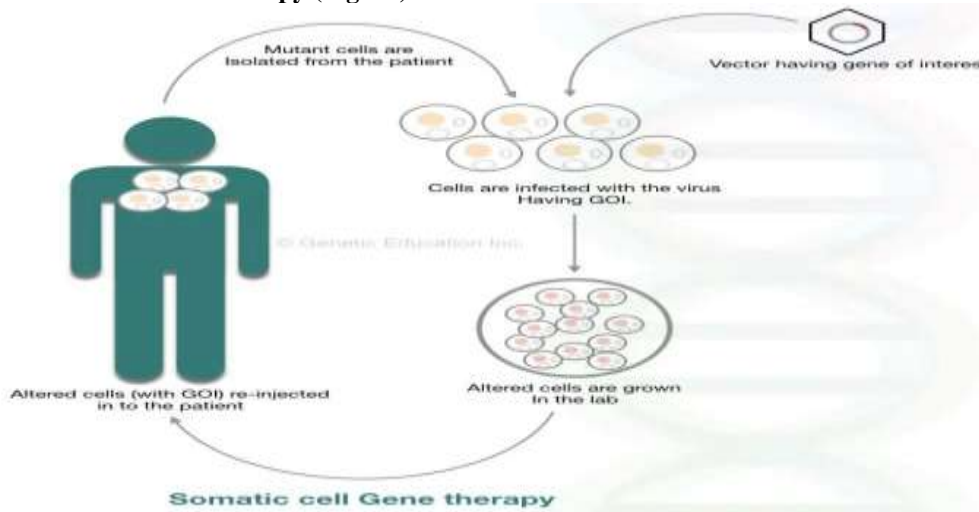 Mutant cells are
Isolated from the patient
Vector having gene of interes
Cells are infected with the virus
Having GOI.
© Genetic Education Inc.
Altered cells are grown
In the lab
Altered cells (with GOI) re-injected
in to the patient
Somatic cell Gene therapy